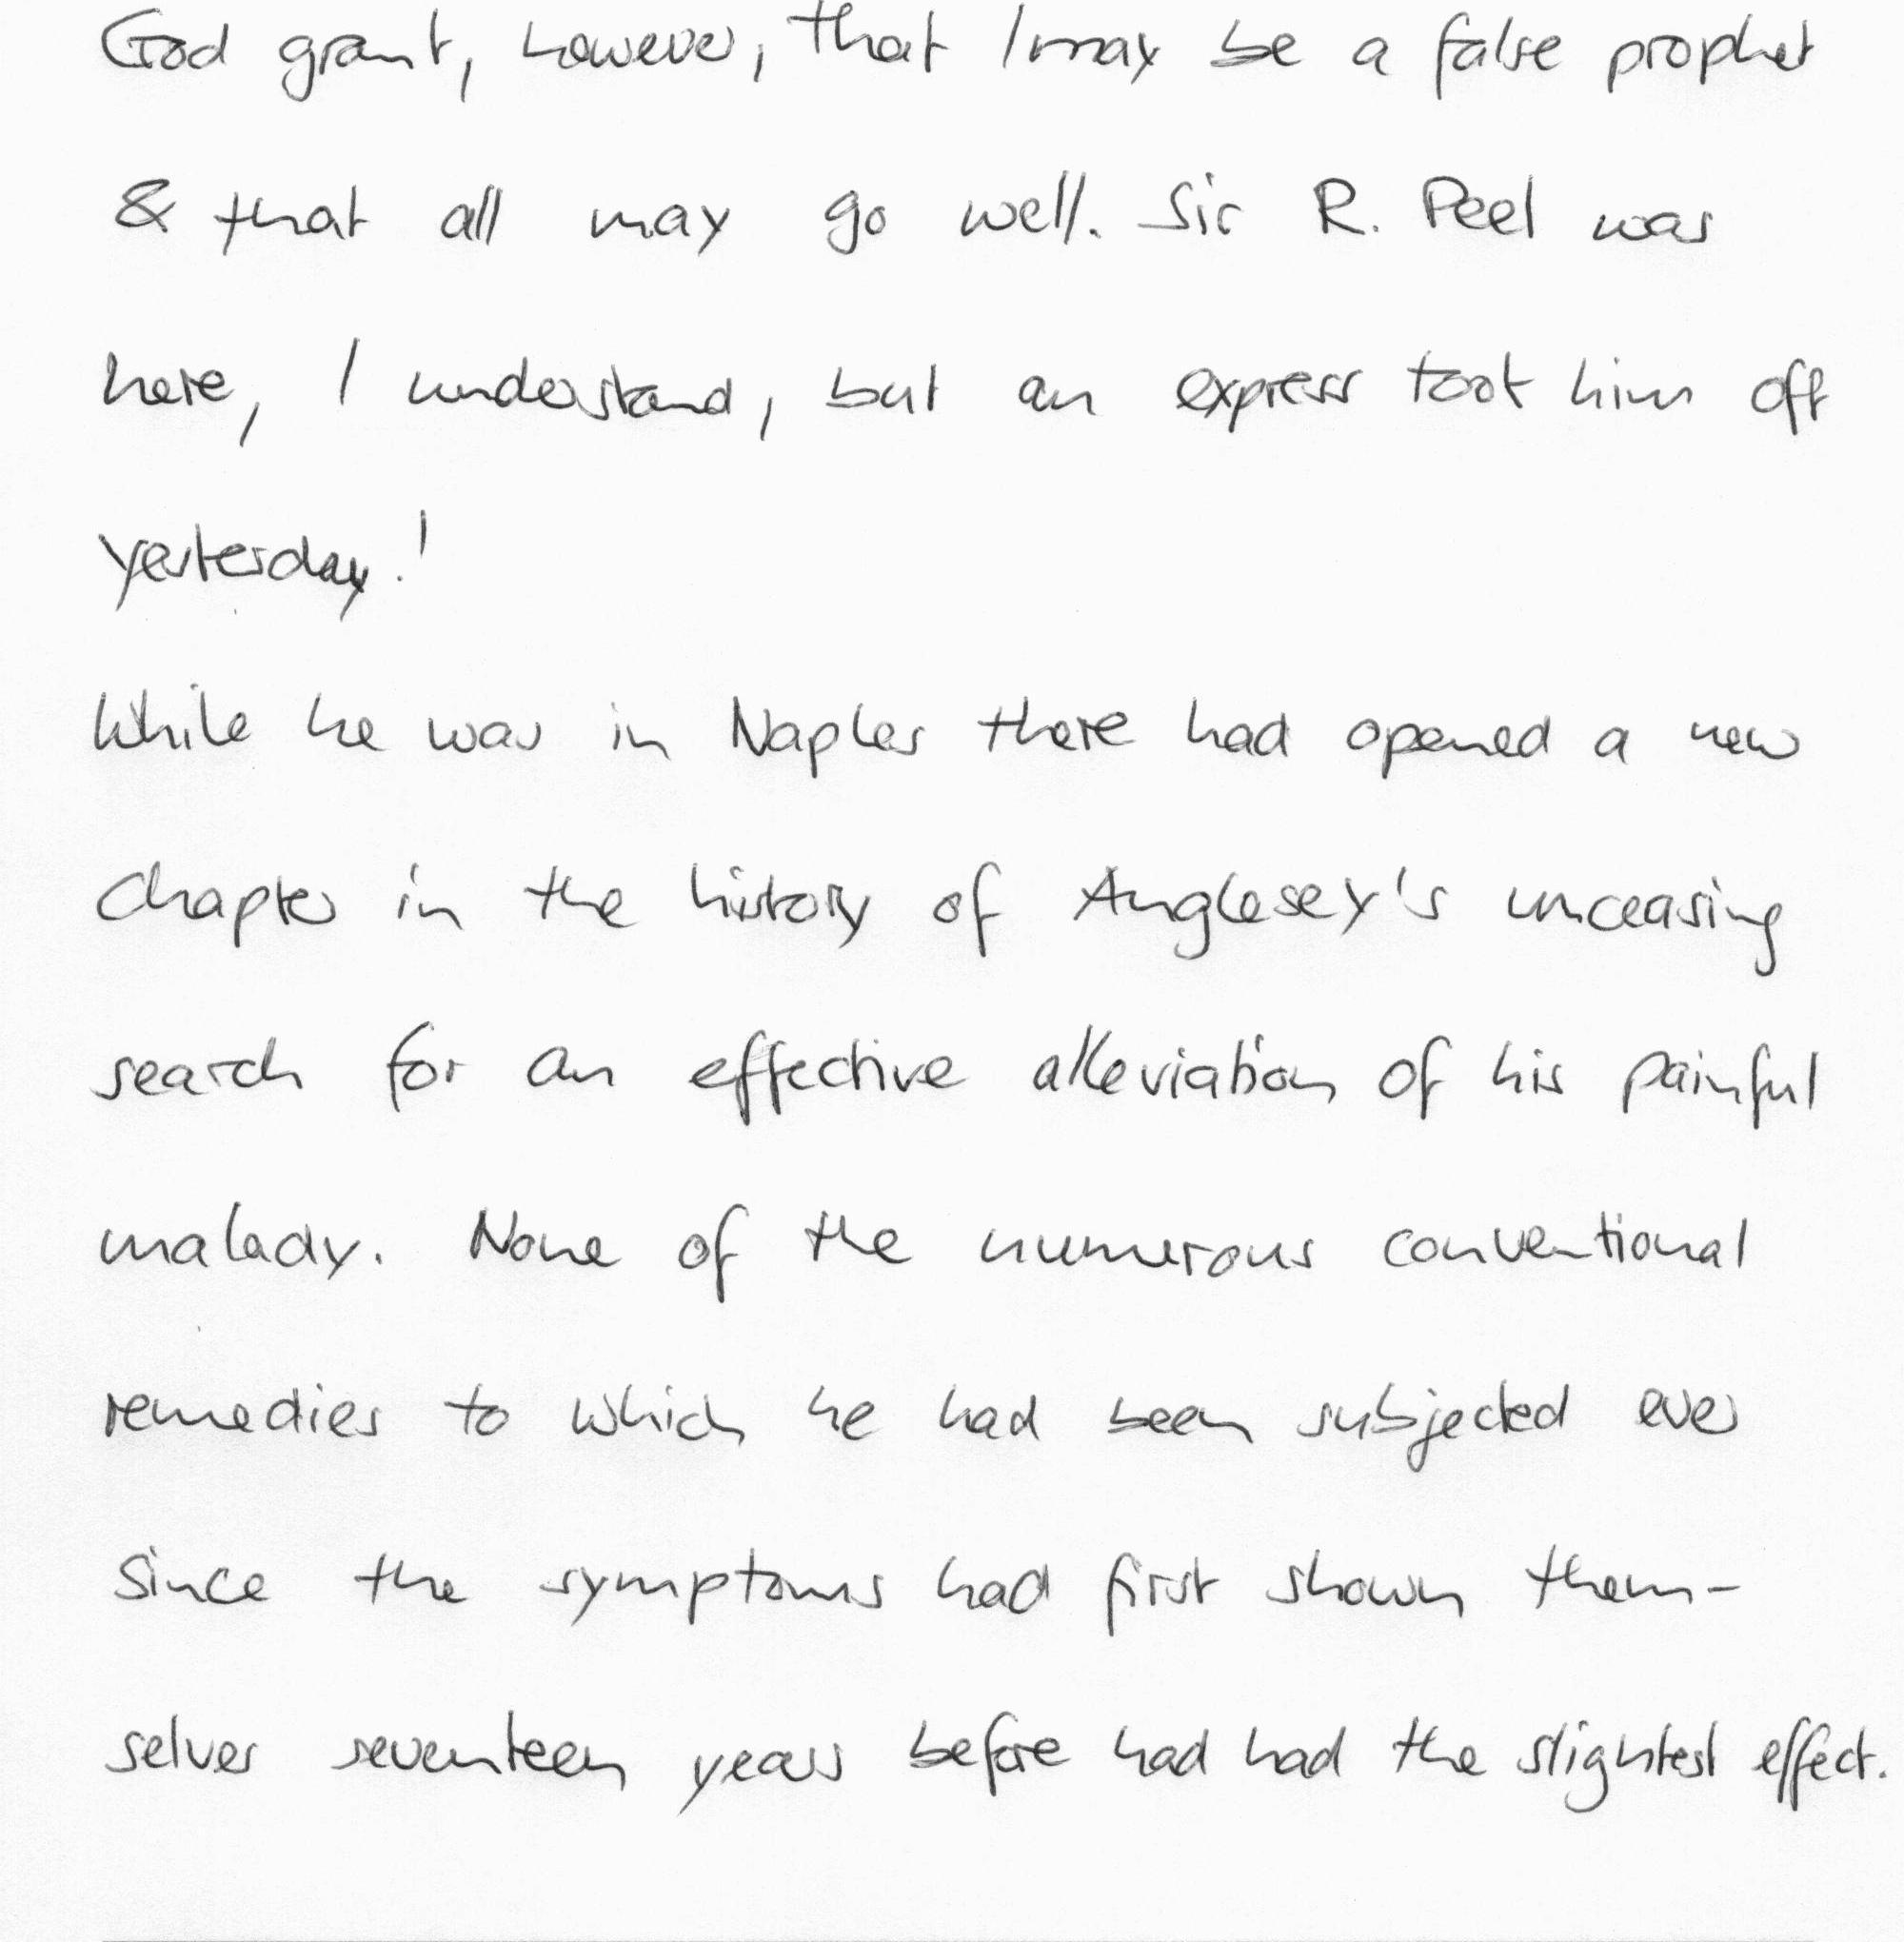 God grant, however, that I may be a false prophet
& that all may go well. Sir R. Peel was
here, I understand, but an express took him off
yesterday!
While he was in Naples there had opened a new
chapter in the history of Anglesey's unceasing
search for an effective alleviation of his painful
malady. None of the numerous conventional
remedies to which he had been subjected ever
since the symptoms had first shown them-
selves seventeen years before had had the slightest effect.